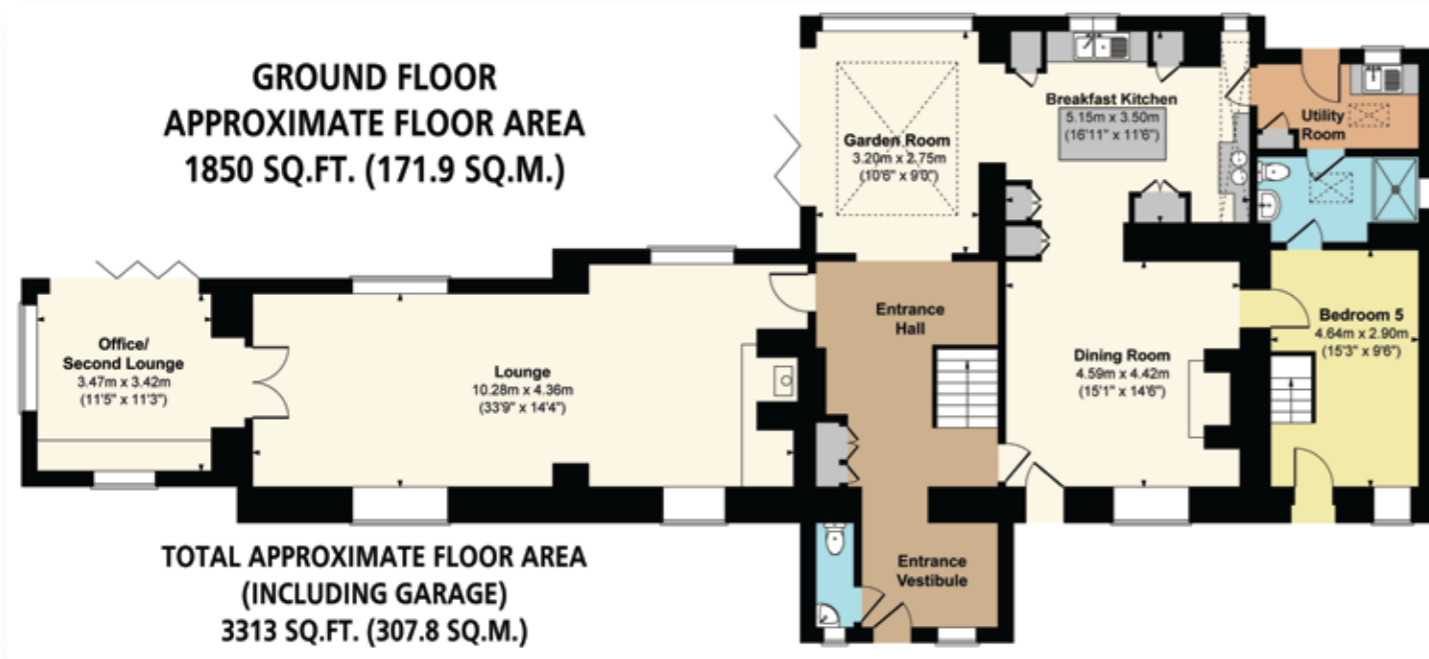 GROUND FLOOR
APPROXIMATE FLOOR AREA
1850 SQ.FT. (171.9 SQ.M.)
Garden Room
3.20m x 2.75m
(10'6" x 9'0")
Breakfast Kitchen
5.15m x 3.50m
(16'11" x 11'6")
Utility
Room
Office/
Second Lounge
3.47m x 3.42m
(11'5" x 11'3")
Lounge
10.28m x 4.36m
(33'9" x 14'4")
Entrance
Hall
Dining Room
4.59m x 4.42m
(15'1" x 14'6")
Bedroom 5
4.64m x 2.90m
(15'3" x 9'6")
Entrance
Vestibule
TOTAL APPROXIMATE FLOOR AREA
(INCLUDING GARAGE)
3313 SQ.FT. (307.8 SQ.M.)